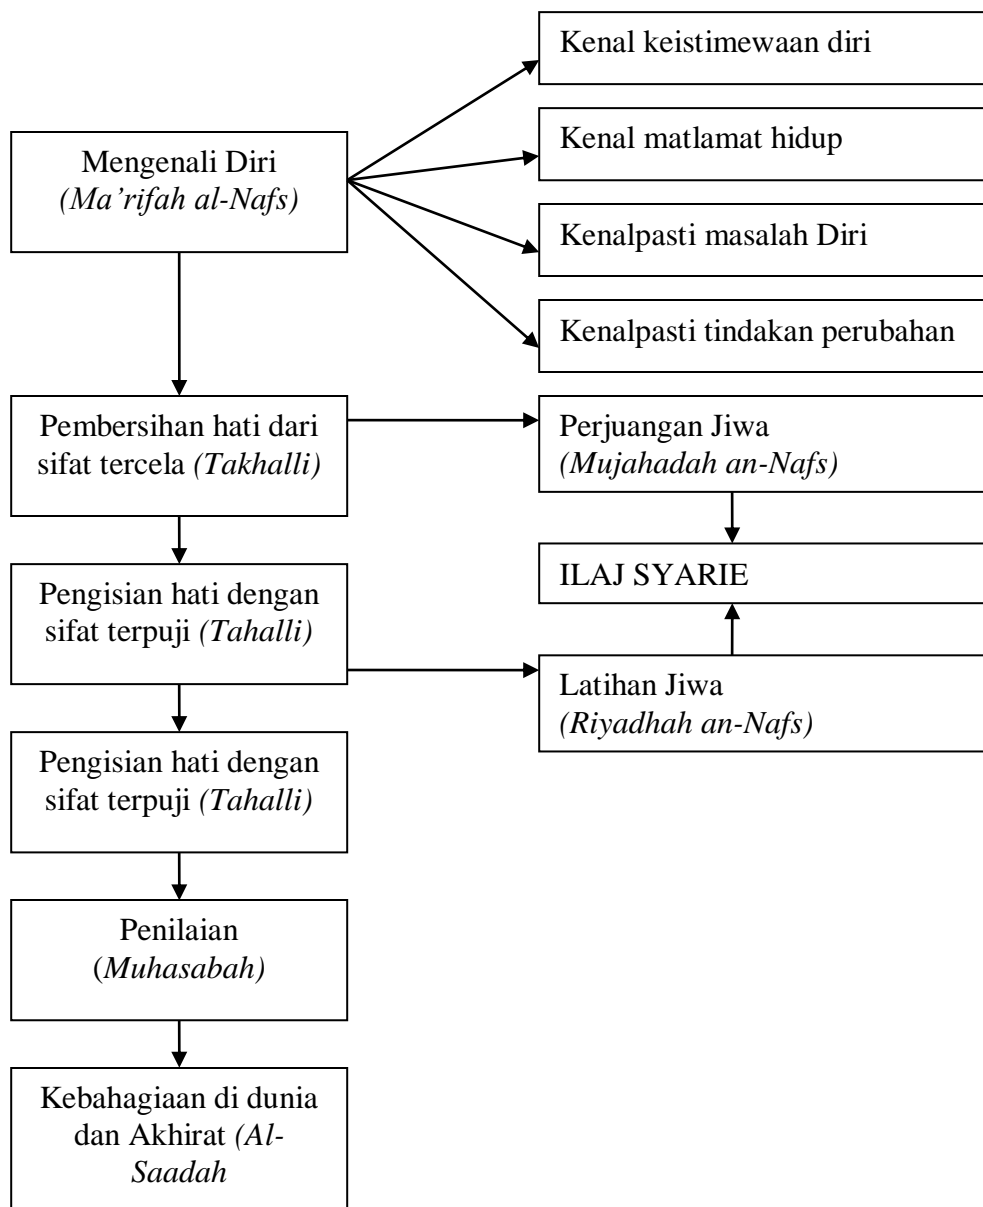 Kenal keistimewaan diri
Kenal matlamat hidup
Mengenali Diri
(Ma’rifah al-Nafs)
Kenalpasti masalah Diri
Kenalpasti tindakan perubahan
Pembersihan hati dari
sifat tercela (Takhalli)
Perjuangan Jiwa
(Mujahadah an-Nafs)
ILAJ SYARIE
Pengisian hati dengan
sifat terpuji (Tahalli)
Latihan Jiwa
(Riyadhah an-Nafs)
Pengisian hati dengan
sifat terpuji (Tahalli)
Penilaian
(Muhasabah)
Kebahagiaan di dunia
dan Akhirat (Al-
Saadah